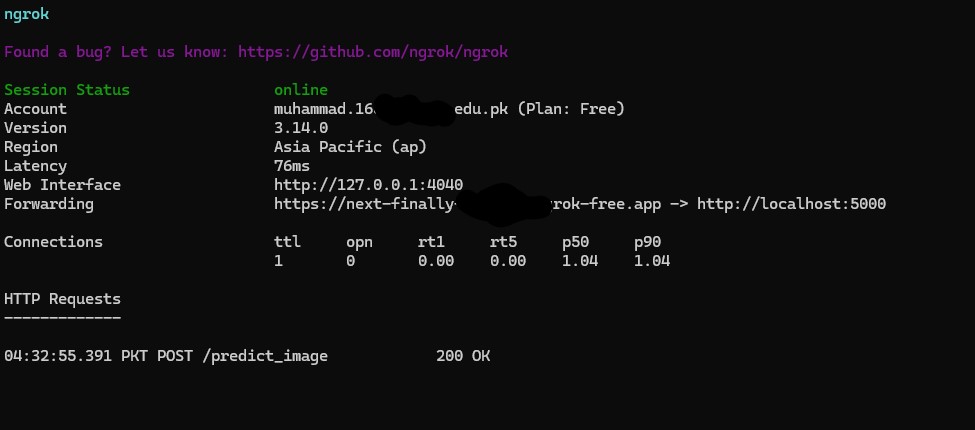 ngrok
Found a bug? Let us know: https://github.com/ngrok/ngrok
Session Status online
Account muhammad.16 edu.pk (Plan: Free)
Version 3.14.0
Region Asia Pacific (ap)
Latency 76ms
Web Interface http://127.0.0.1:4040
Forwarding https://next-finally- rok-free.app -> http://localhost:5000
Connections ttl opn rt1 rt5 p50 p90
1 0 0.00 0.00 1.04 1.04
HTTP Requests
-------------
04:32:55.391 PKT POST /predict_image 200 OK